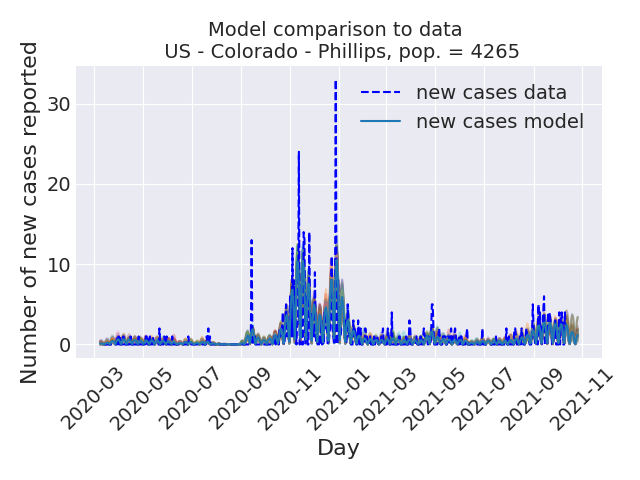 Model comparison to data
US - Colorado - Phillips, pop. = 4265
new cases data
new cases model
Number of new cases reported
30
20
10
0
2020-03
2020-05
2020-07
2020-09
2020-11
2021-01
2021-03
2021-05
2021-07
2021-09
2021-11
Day